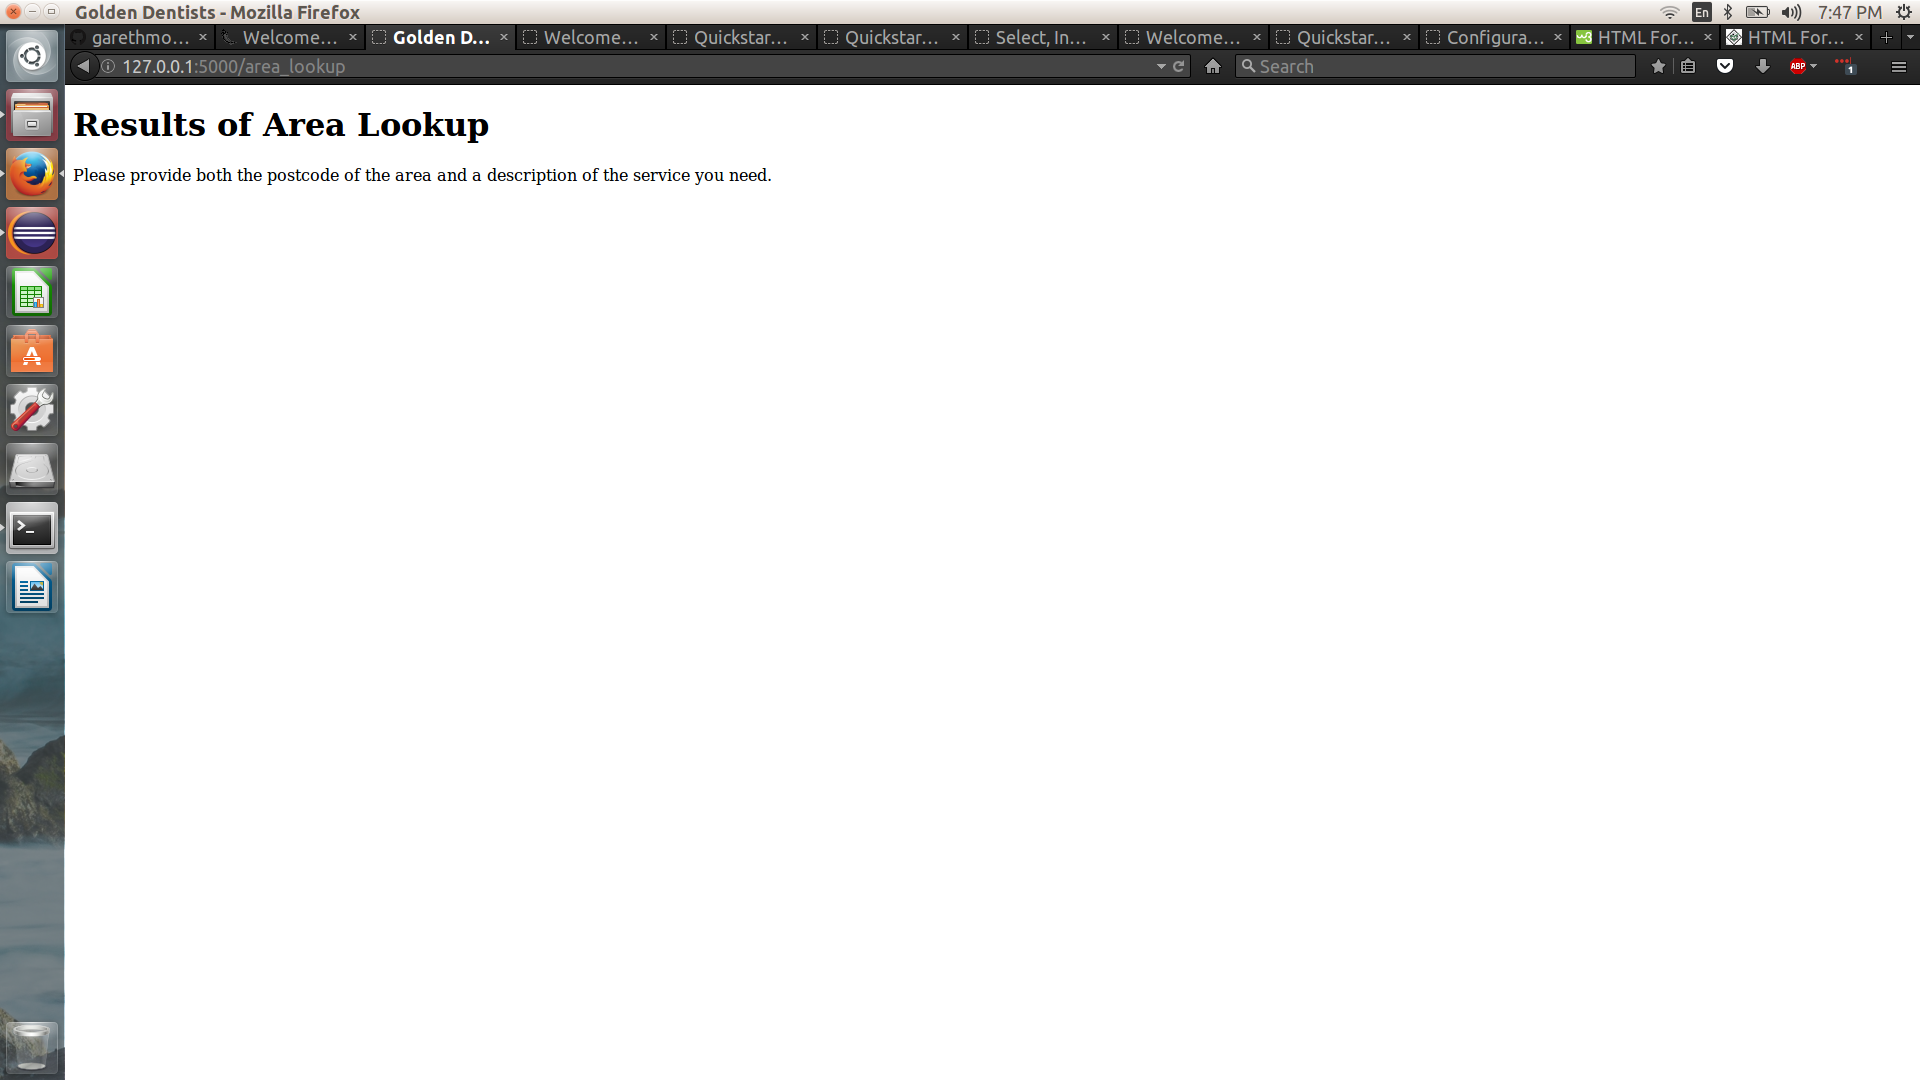 Golden Dentists - Mozilla Firefox
En
7:47 PM
garethmo...
Welcome...
Golden D...
Welcome...
Quickstar...
Quickstar...
Select, In...
Welcome...
Quickstar...
Configura...
HTML For...
HTML For...
127.0.0.1:5000/area_lookup
Search
ABP
1
Results of Area Lookup
Please provide both the postcode of the area and a description of the service you need.